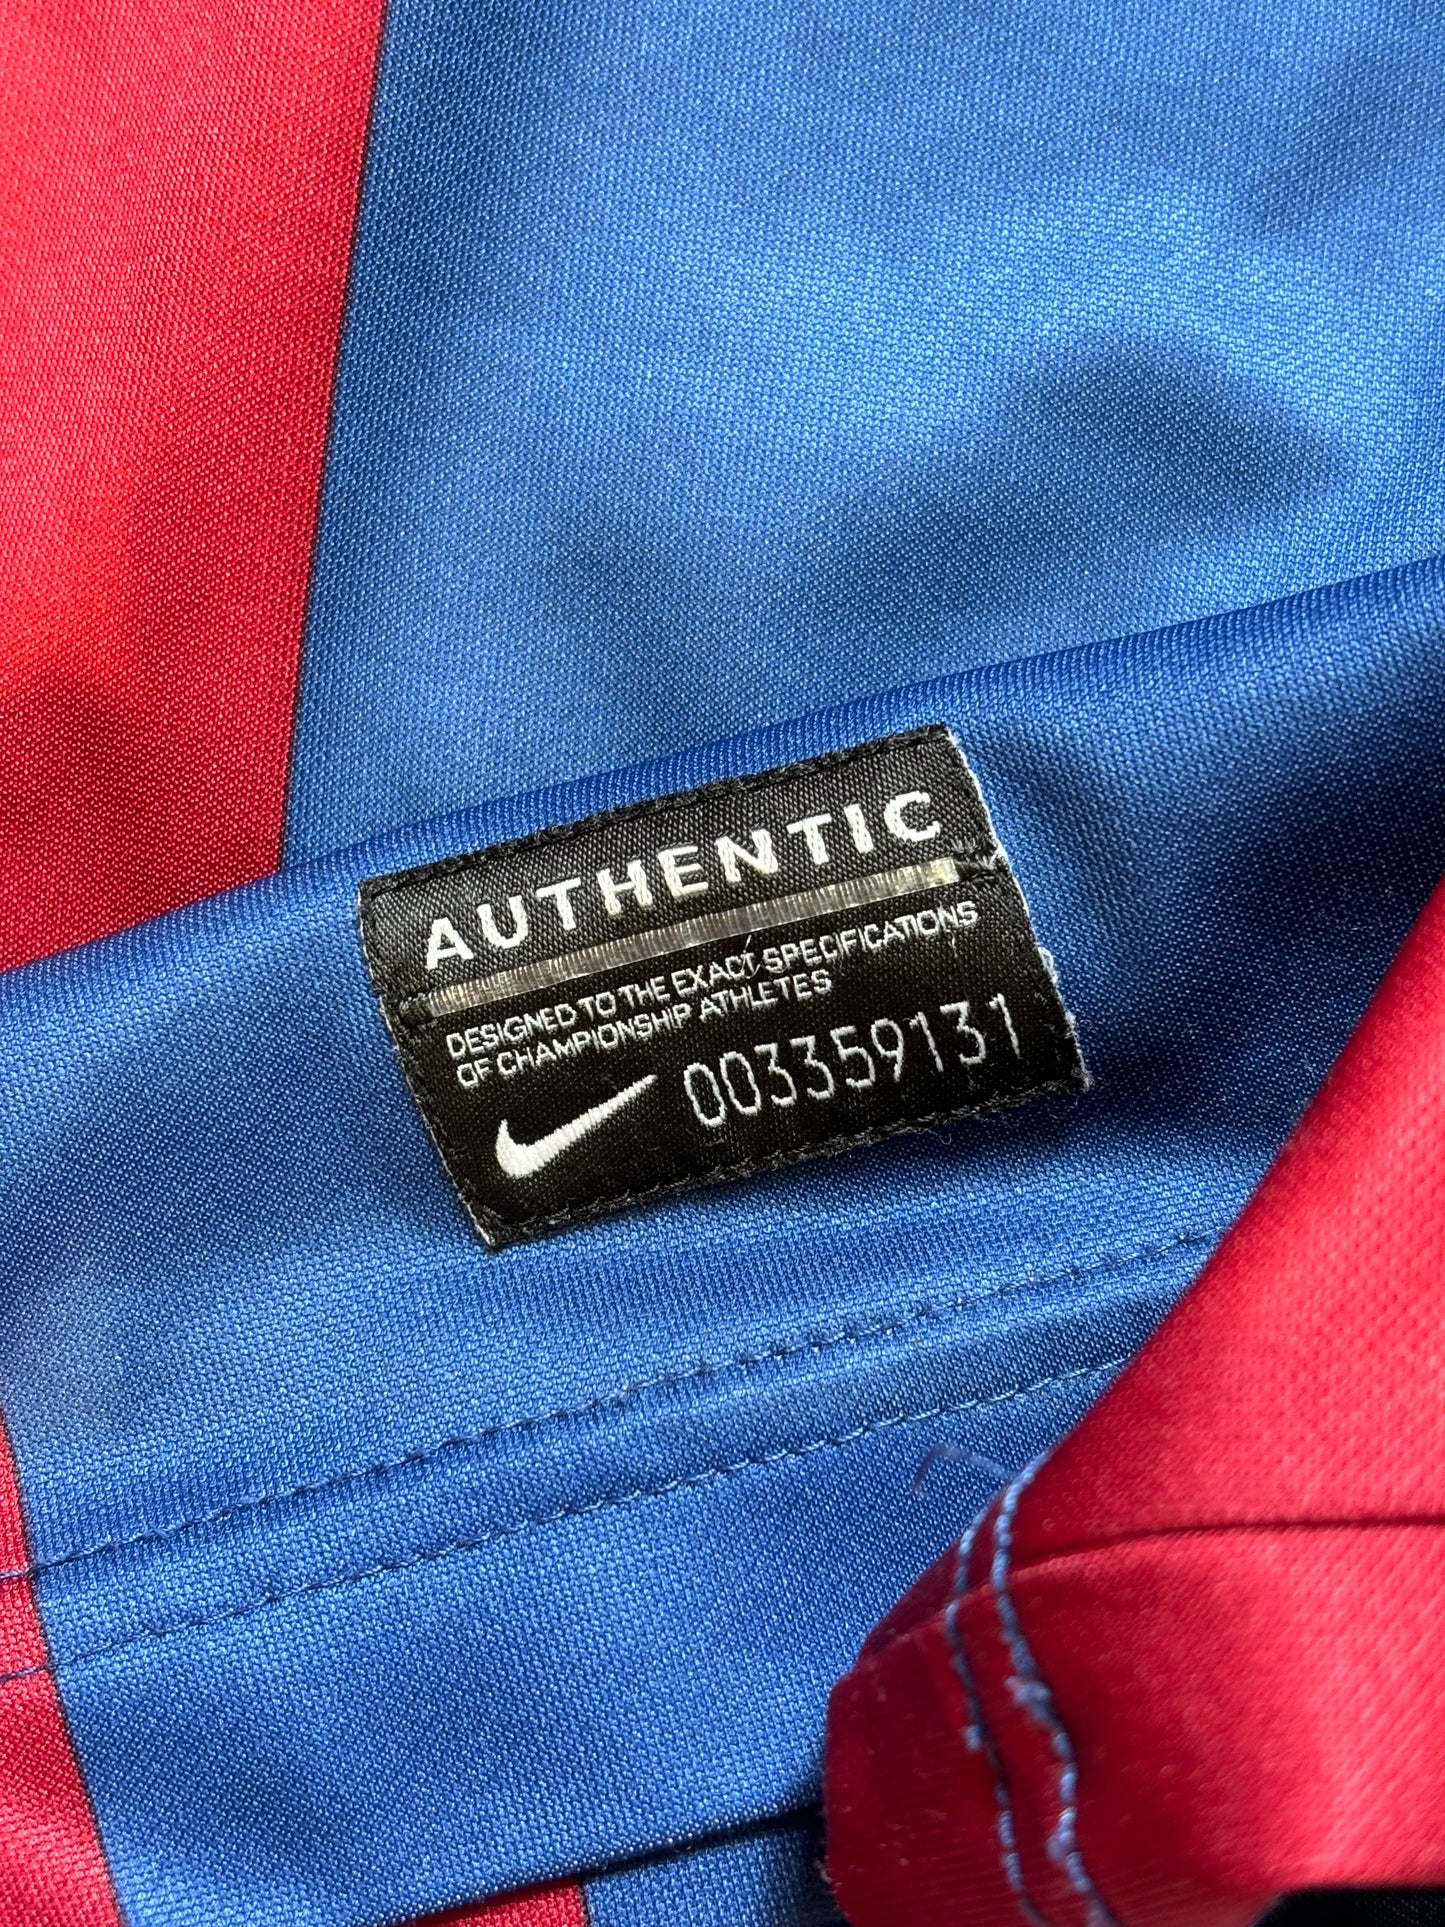 AUTHENTIC
DESIGNED TO THE EXACT SPECIFICATIONS
OF CHAMPIONSHIP ATHLETES
003359131